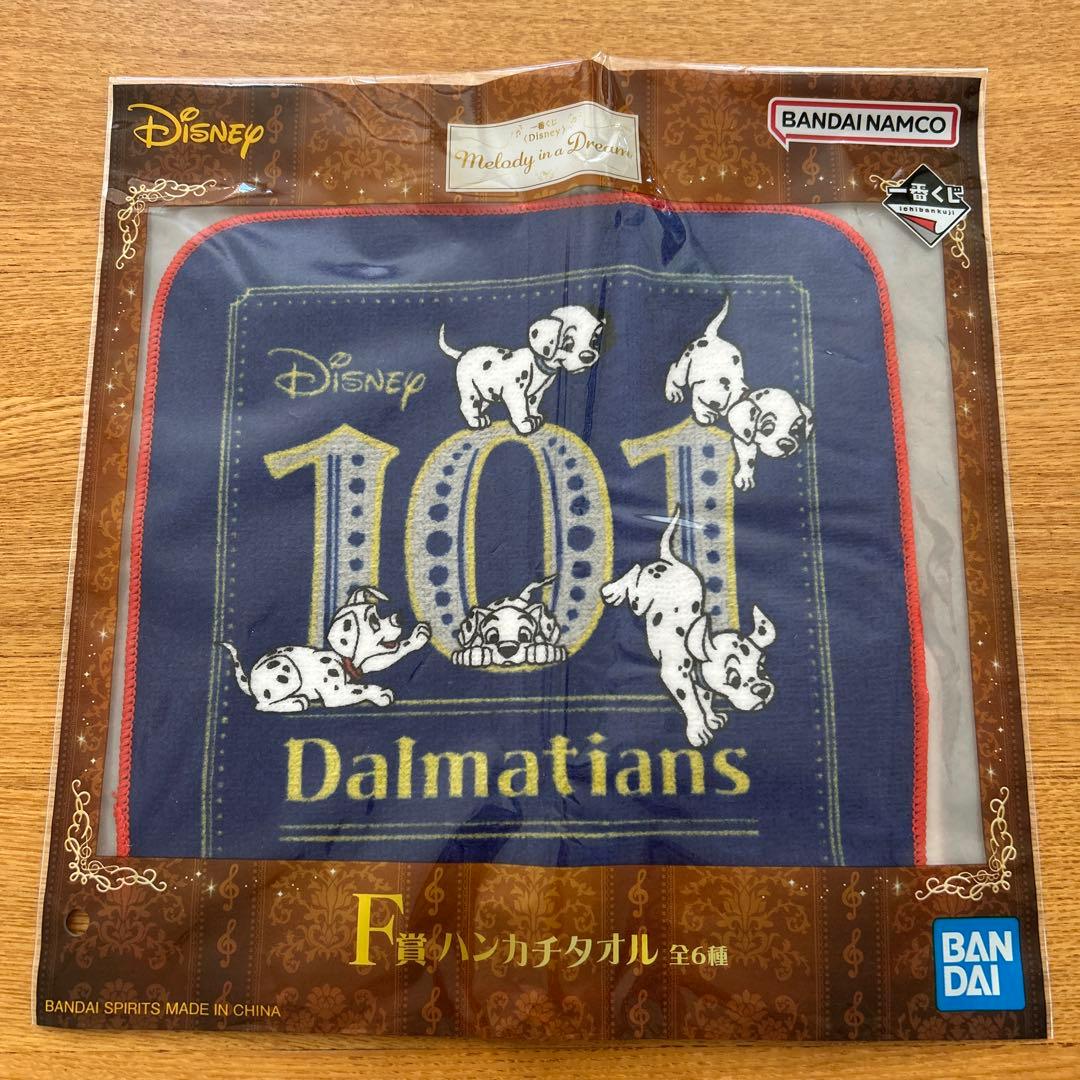 Disney
一番くじ
(Disney)
Melody in a Dream
BANDAI NAMCO
一番くじ
ichibankuji
Disney
101
Dalmatians
F賞 ハンカチタオル 全6種
BANDAI SPIRITS MADE IN CHINA
BAN
DAI